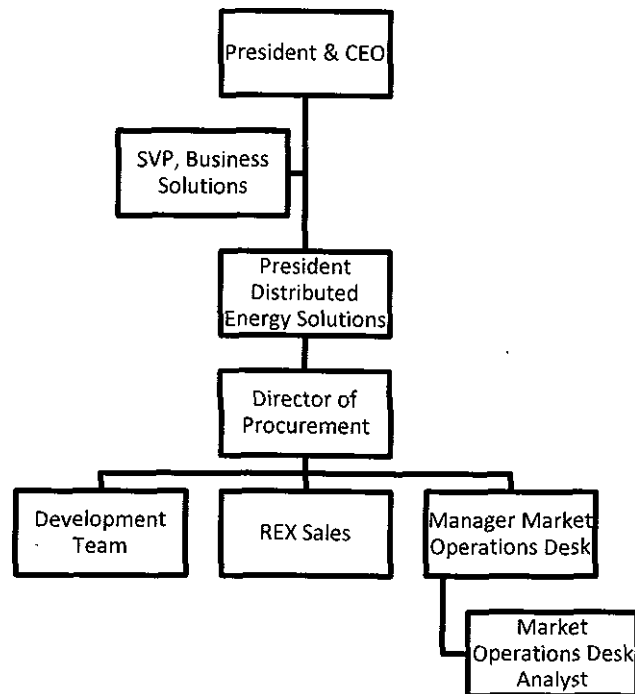 President & CEO
SVP, Business
Solutions
President
Distributed
Energy Solutions
Director of
Procurement
Development
Team
REX Sales
Manager Market
Operations Desk
Market
Operations Desk
Analyst